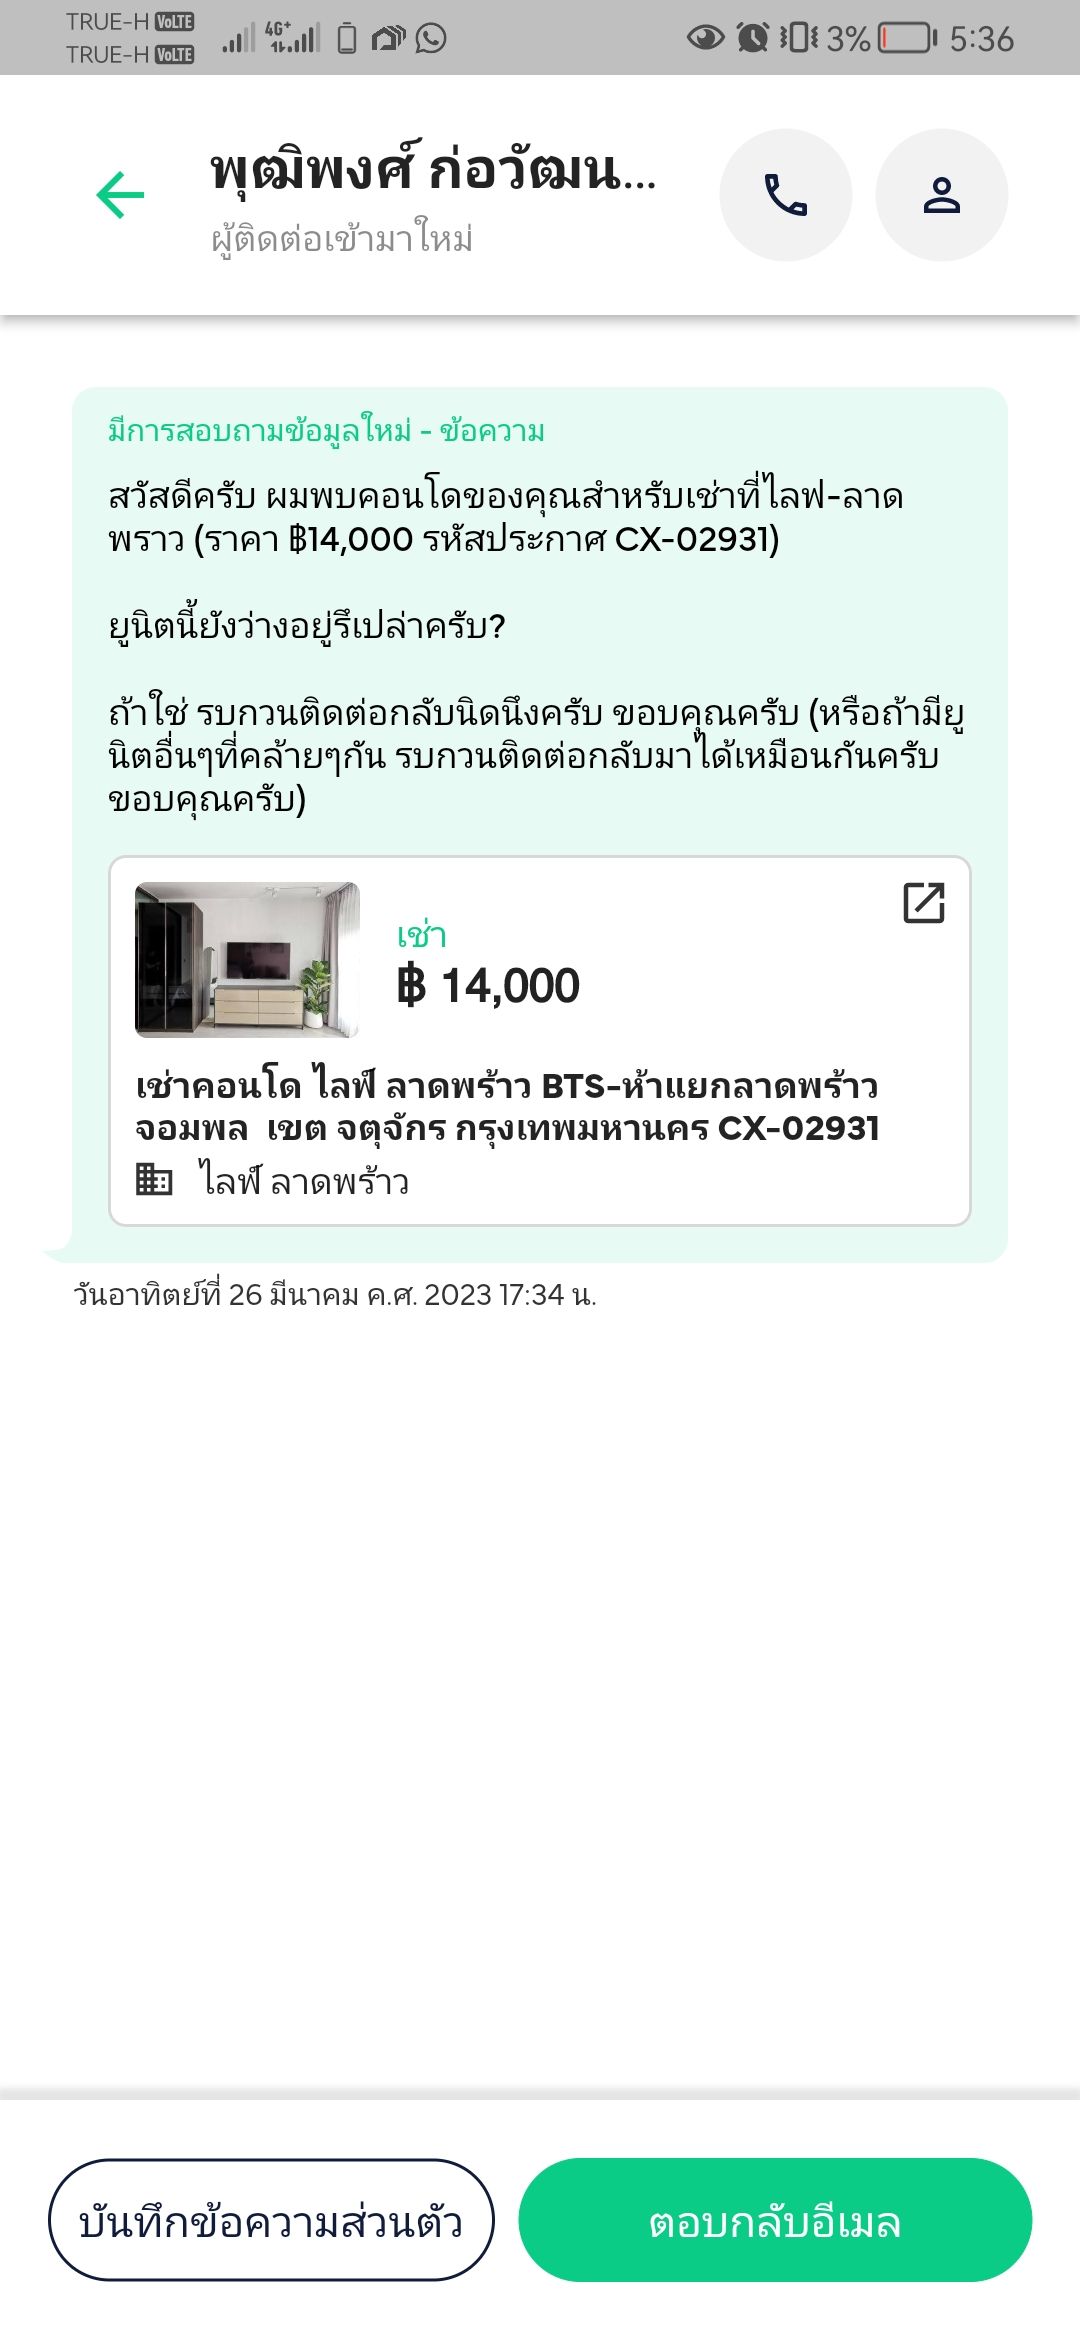 TRUE-H VoLTE
TRUE-H VoLTE
4G+
3%
5:36
พุฒิพงศ์ ก่อวัฒน...
ผู้ติดต่อเข้ามาใหม่
มีการสอบถามข้อมูลใหม่ - ข้อความ
สวัสดีครับ ผมพบคอนโดของคุณสำหรับเช่าที่ไลฟ-ลาด
พราว (ราคา ฿14,000 รหัสประกาศ CX-02931)
ยูนิตนี้ยังว่างอยู่รึเปล่าครับ?
ถ้าใช่ รบกวนติดต่อกลับนิดนึงครับ ขอบคุณครับ (หรือถ้ามียู
นิตอื่นๆที่คล้ายๆกัน รบกวนติดต่อกลับมาได้เหมือนกันครับ
ขอบคุณครับ)
เช่า
฿ 14,000
เช่าคอนโด ไลฟ์ ลาดพร้าว BTS-ห้าแยกลาดพร้าว
จอมพล เขต จตุจักร กรุงเทพมหานคร CX-02931
ไลฟ์ ลาดพร้าว
วันอาทิตย์ที่ 26 มีนาคม ค.ศ. 2023 17:34 น.
บันทึกข้อความส่วนตัว
ตอบกลับอีเมล